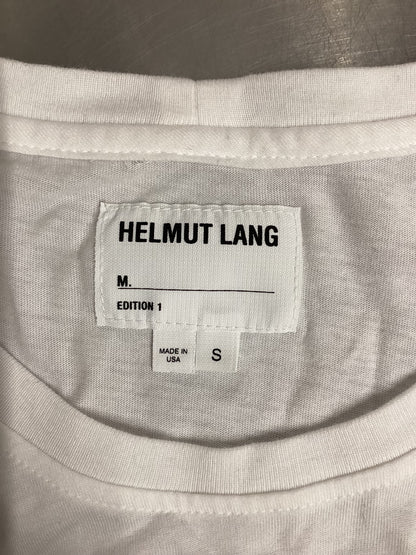 HELMUT LANG
M.
EDITION 1
MADE IN
USA
S